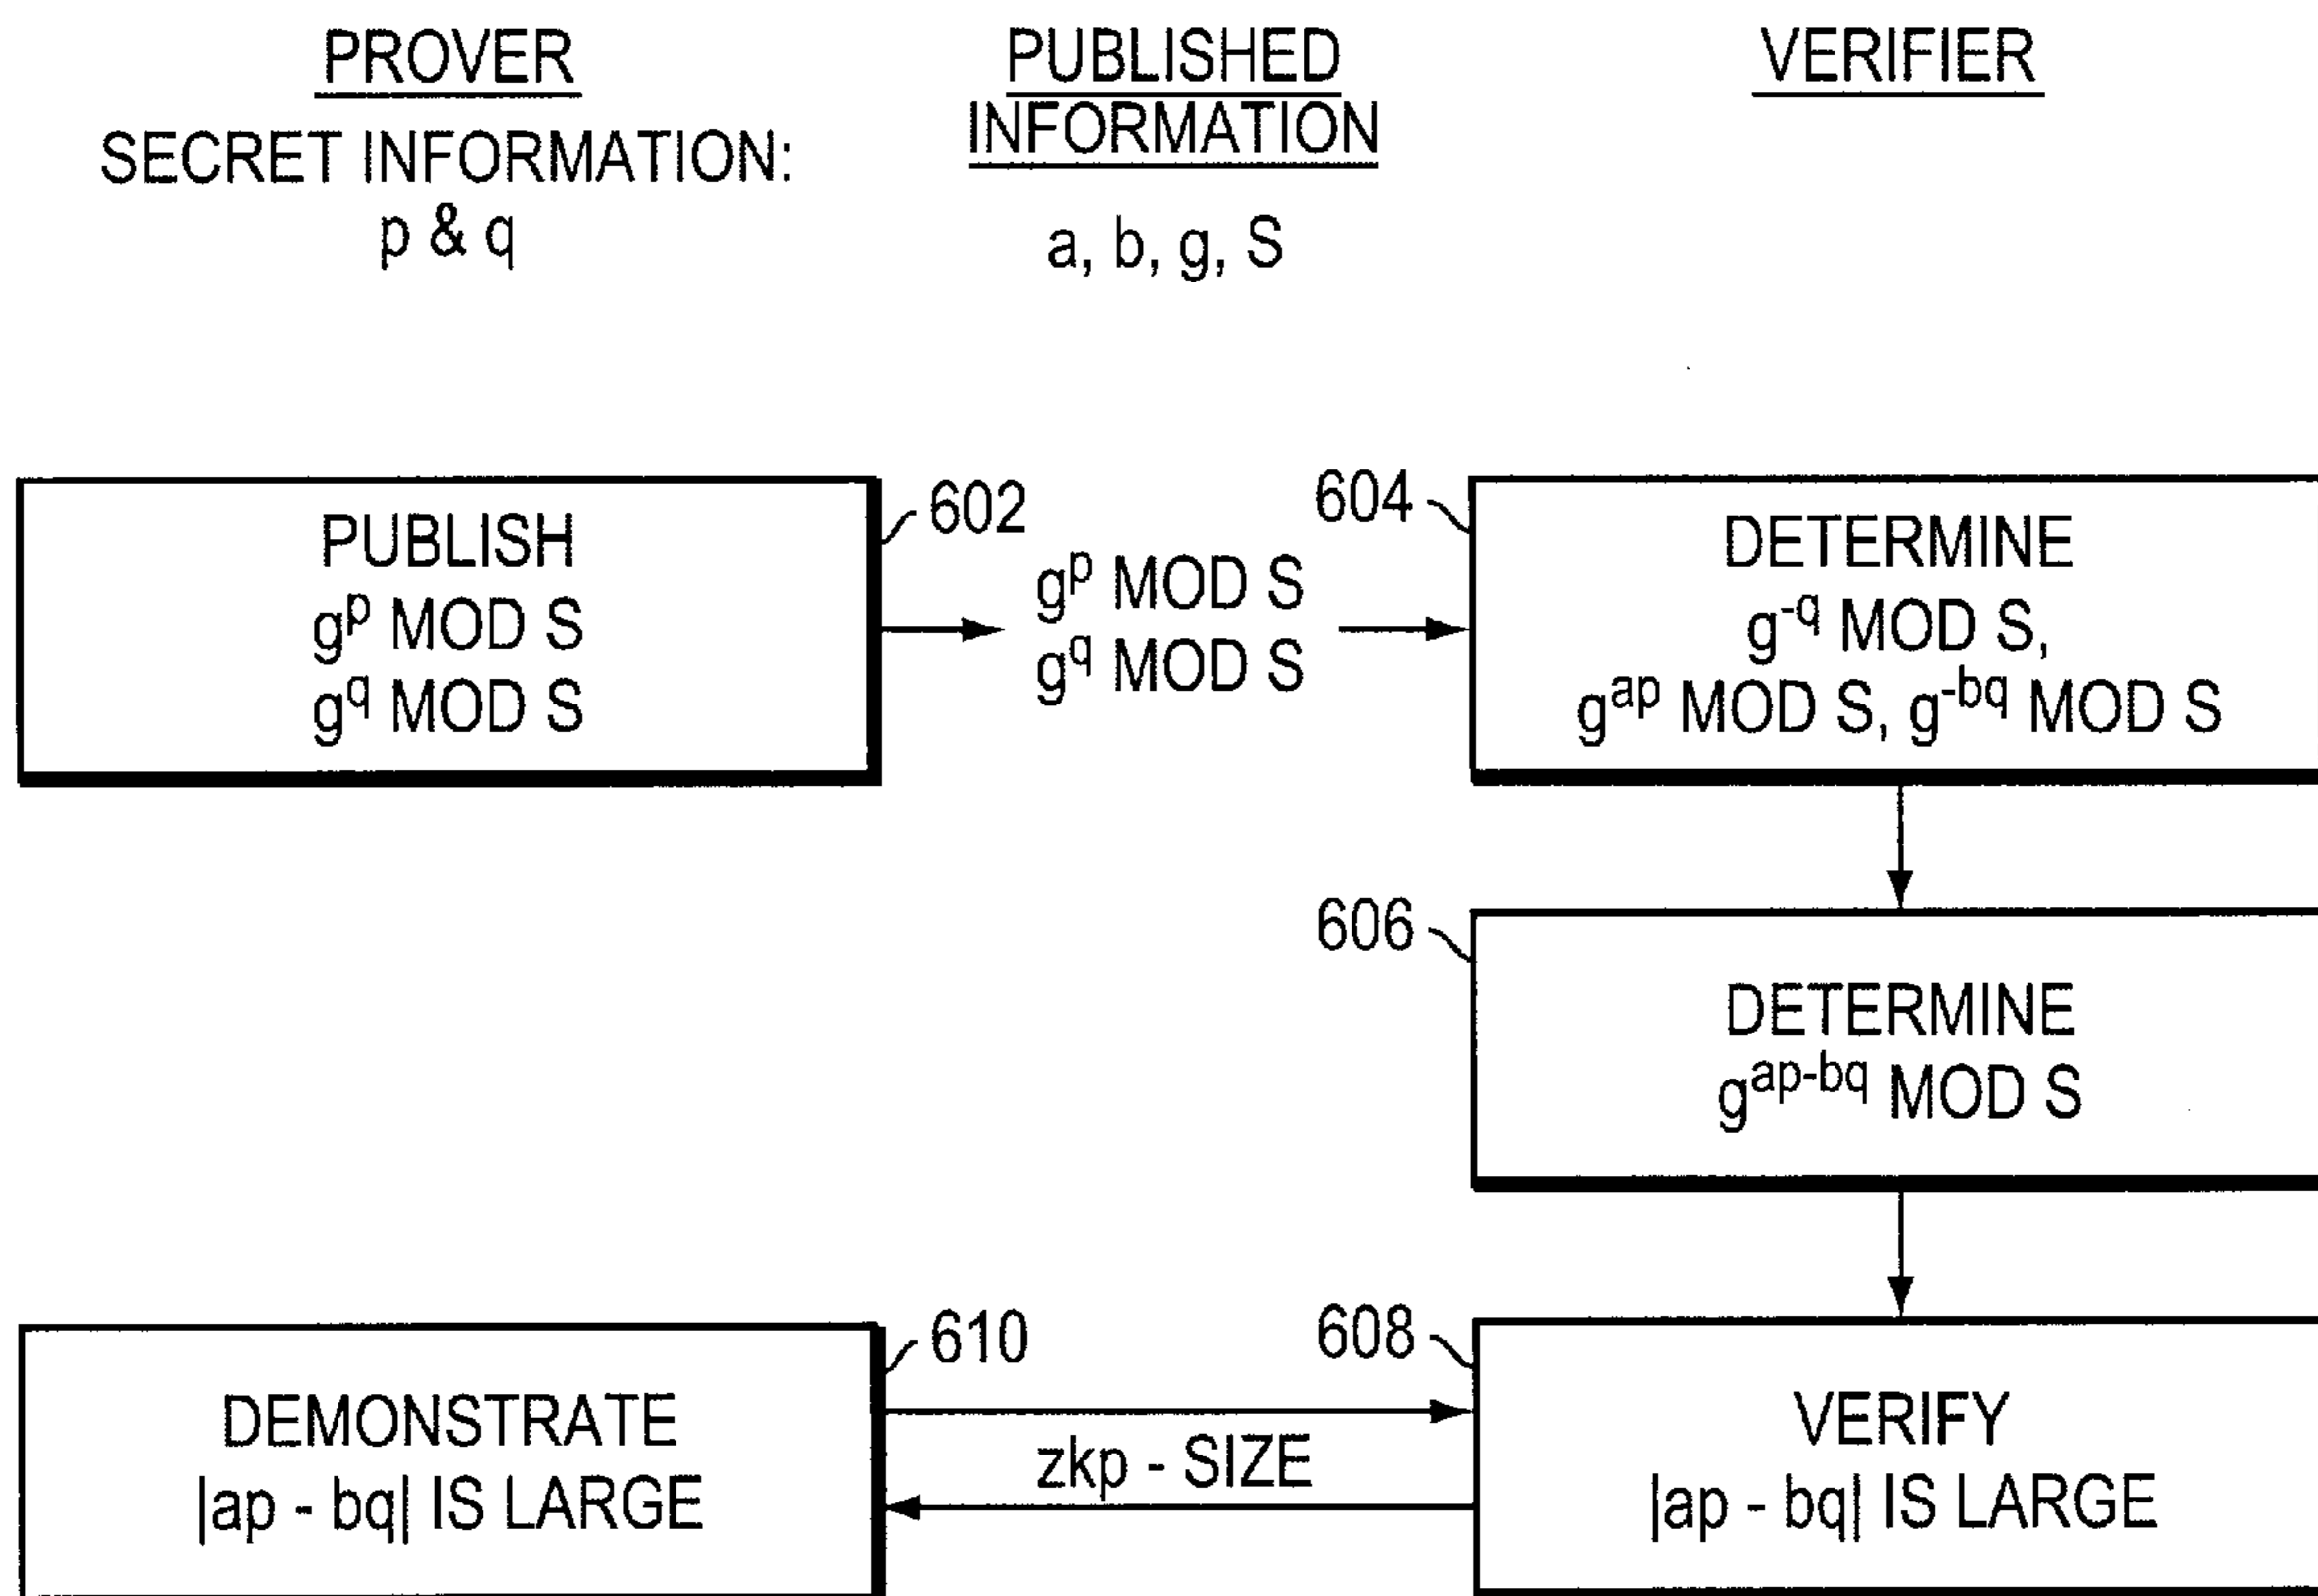 PROVER
SECRET INFORMATION:
p & q
PUBLISHED
INFORMATION
a, b, g, S
VERIFIER
PUBLISH
g^p MOD S
g^q MOD S
602
g^p MOD S
g^q MOD S
604
DETERMINE
g^-q MOD S,
g^ap MOD S, g^-bq MOD S
606
DETERMINE
g^ap-bq MOD S
DEMONSTRATE
|ap - bq| IS LARGE
610
zkp - SIZE
608
VERIFY
|ap - bq| IS LARGE